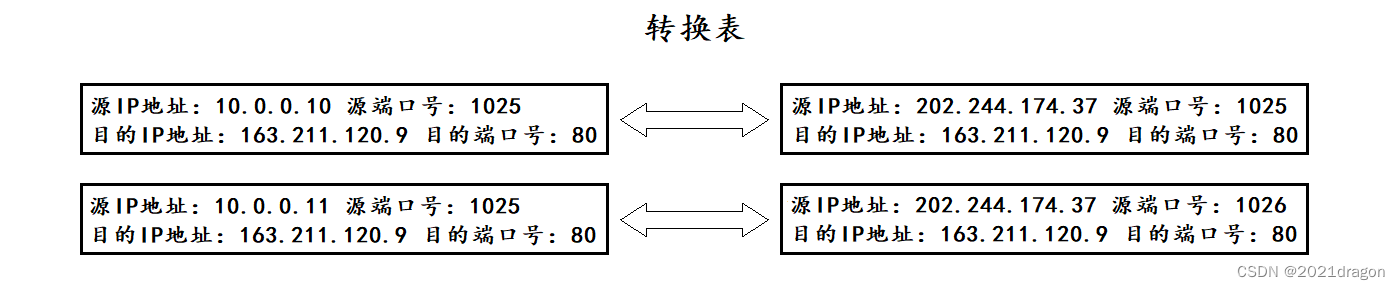 转换表
源IP地址：10.0.0.10 源端口号：1025
目的IP地址：163.211.120.9 目的端口号：80
源IP地址：202.244.174.37 源端口号：1025
目的IP地址：163.211.120.9 目的端口号：80
源IP地址：10.0.0.11 源端口号：1025
目的IP地址：163.211.120.9 目的端口号：80
源IP地址：202.244.174.37 源端口号：1026
目的IP地址：163.211.120.9 目的端口号：80
CSDN @2021dragon